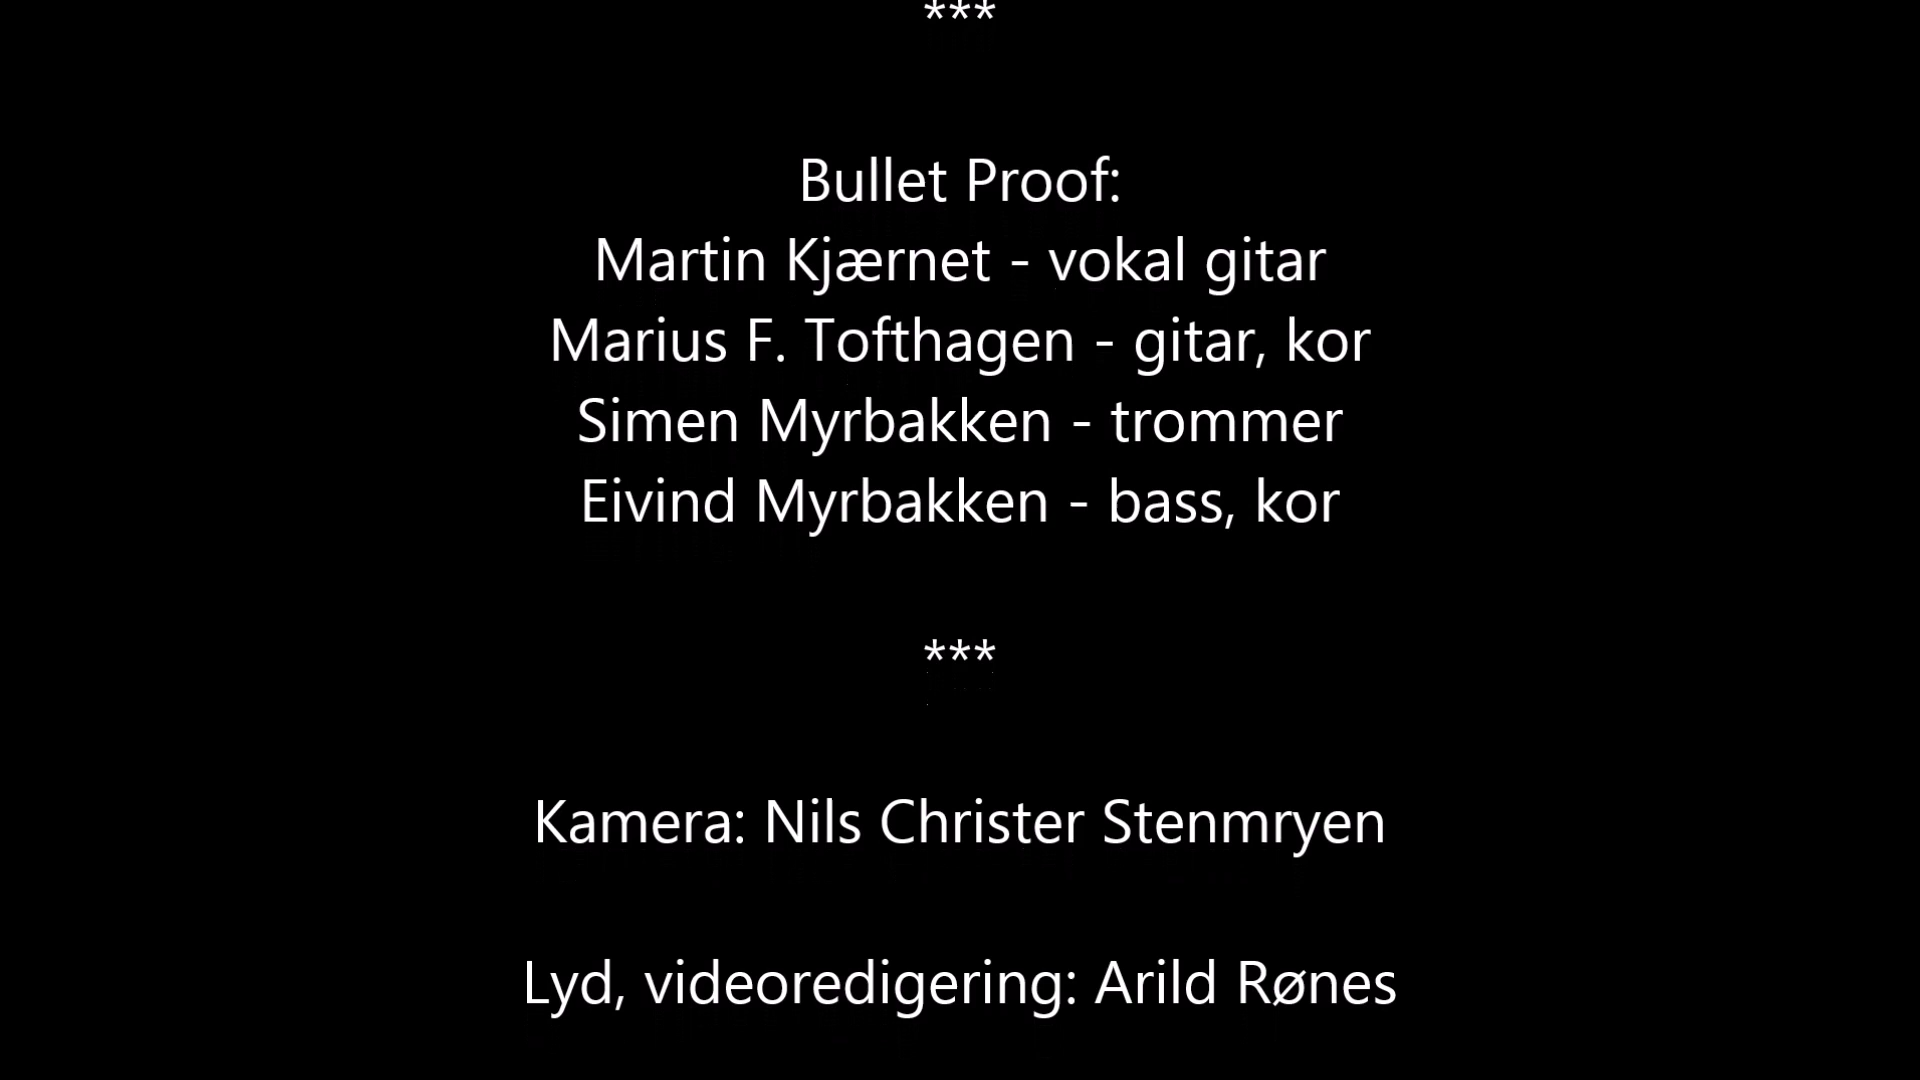 ***
Bullet Proof:
Martin Kjærnet - vokal gitar
Marius F. Tofthagen - gitar, kor
Simen Myrbakken - trommer
Eivind Myrbakken - bass, kor
***
Kamera: Nils Christer Stenmryen
Lyd, videoredigering: Arild Rønes